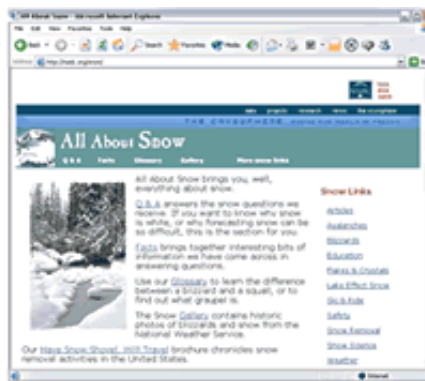 All About Snow - Microsoft Internet Explorer
File Edit View Favorites Tools Help
Back Search Favorites Media
Address
THE CRYOSPHERE
All About Snow
Q & A Facts Glossary Gallery More snow links
All About Snow brings you, well,
everything about snow.
Q & A answers the snow questions we
receive. If you want to know why snow
is white, or why forecasting snow can be
so difficult, this is the section for you.
Facts brings together interesting bits of
information we have come across in
answering questions.
Use our Glossary to learn the difference
between a blizzard and a squall, or to
find out what graupel is.
The Snow Gallery contains historic
photos of blizzards and snow from the
National Weather Service.
Our Have Snow Shovel, Will Travel brochure chronicles snow
removal activities in the United States.
Snow Links
Articles
Avalanches
Blizzards
Education
Flakes & Crystals
Lake Effect Snow
Ski & Ride
Safety
Snow Removal
Snow Science
Weather
Internet